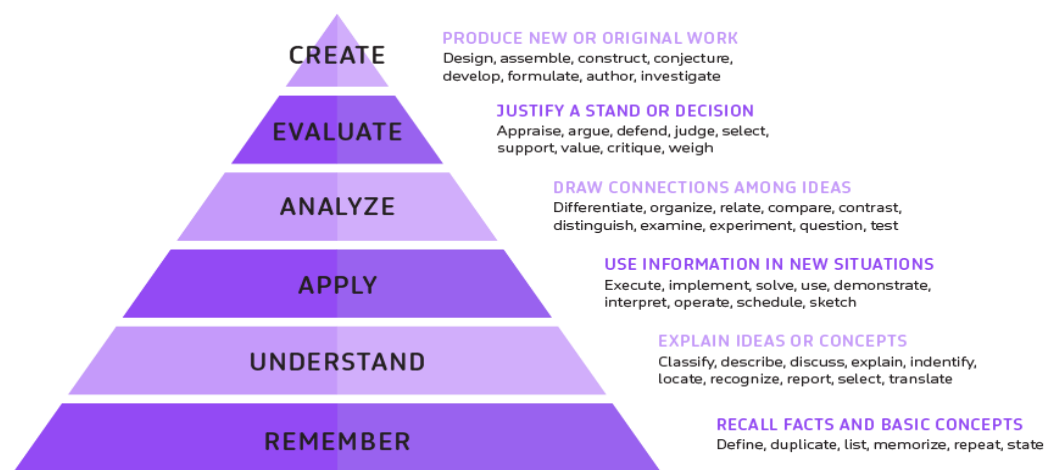 CREATE
PRODUCE NEW OR ORIGINAL WORK
Design, assemble, construct, conjecture,
develop, formulate, author, investigate
EVALUATE
JUSTIFY A STAND OR DECISION
Appraise, argue, defend, judge, select,
support, value, critique, weigh
ANALYZE
DRAW CONNECTIONS AMONG IDEAS
Differentiate, organize, relate, compare, contrast,
distinguish, examine, experiment, question, test
APPLY
USE INFORMATION IN NEW SITUATIONS
Execute, implement, solve, use, demonstrate,
interpret, operate, schedule, sketch
UNDERSTAND
EXPLAIN IDEAS OR CONCEPTS
Classify, describe, discuss, explain, indentify,
locate, recognize, report, select, translate
REMEMBER
RECALL FACTS AND BASIC CONCEPTS
Define, duplicate, list, memorize, repeat, state